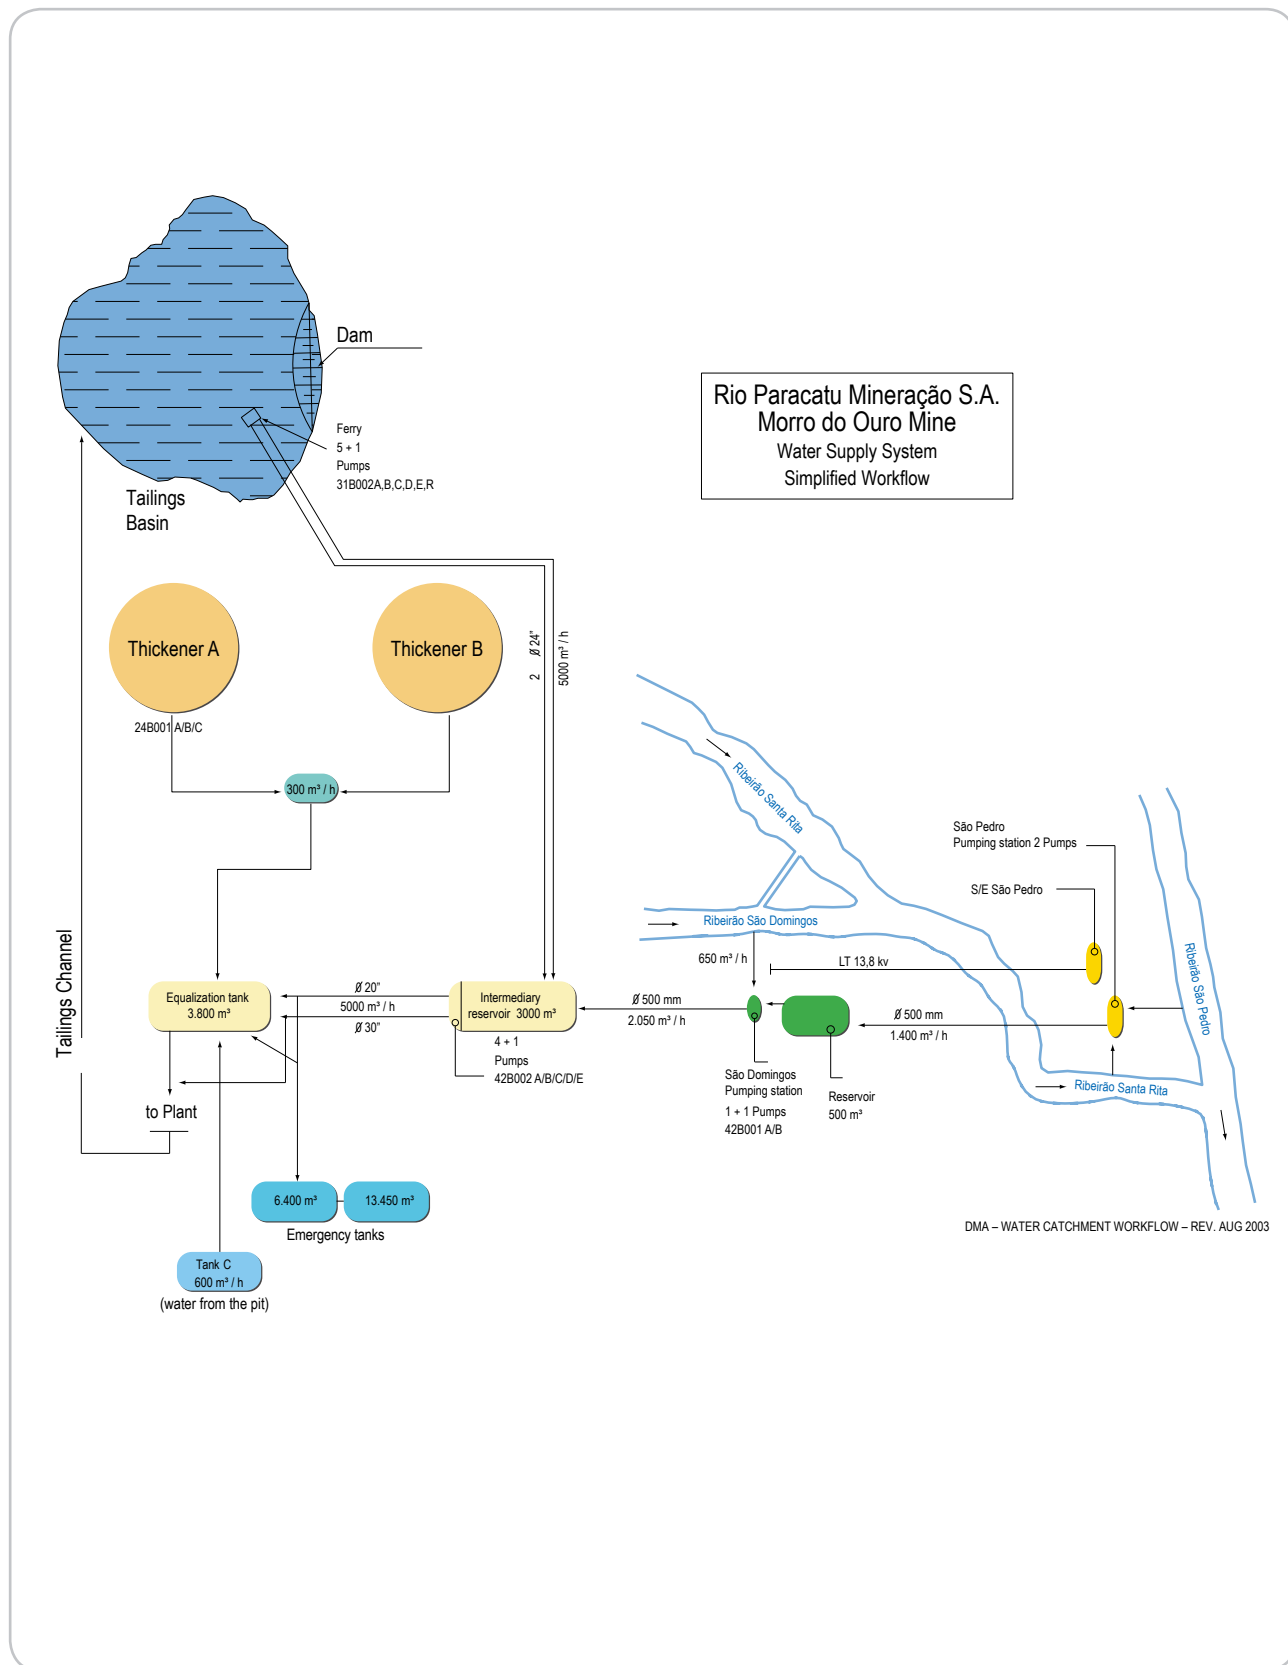 Rio Paracatu Mineração S.A.
Morro do Ouro Mine
Water Supply System
Simplified Workflow
Dam
Ferry
5 + 1
Pumps
31B002A,B,C,D,E,R
Tailings
Basin
Thickener A
Thickener B
24B001 A/B/C
2 Ø 24"
5000 m³ / h
300 m³ / h
Tailings Channel
Equalization tank
3.800 m³
Ø 20"
5000 m³ / h
Ø 30"
Intermediary
reservoir 3000 m³
4 + 1
Pumps
42B002 A/B/C/D/E
to Plant
6.400 m³
13.450 m³
Emergency tanks
Tank C
600 m³ / h
(water from the pit)
Ribeirão Santa Rita
Ribeirão São Domingos
650 m³ / h
LT 13,8 kv
Ø 500 mm
2.050 m³ / h
São Domingos
Pumping station
1 + 1 Pumps
42B001 A/B
Reservoir
500 m³
Ø 500 mm
1.400 m³ / h
São Pedro
Pumping station 2 Pumps
S/E São Pedro
Ribeirão São Pedro
Ribeirão Santa Rita
DMA – WATER CATCHMENT WORKFLOW – REV. AUG 2003